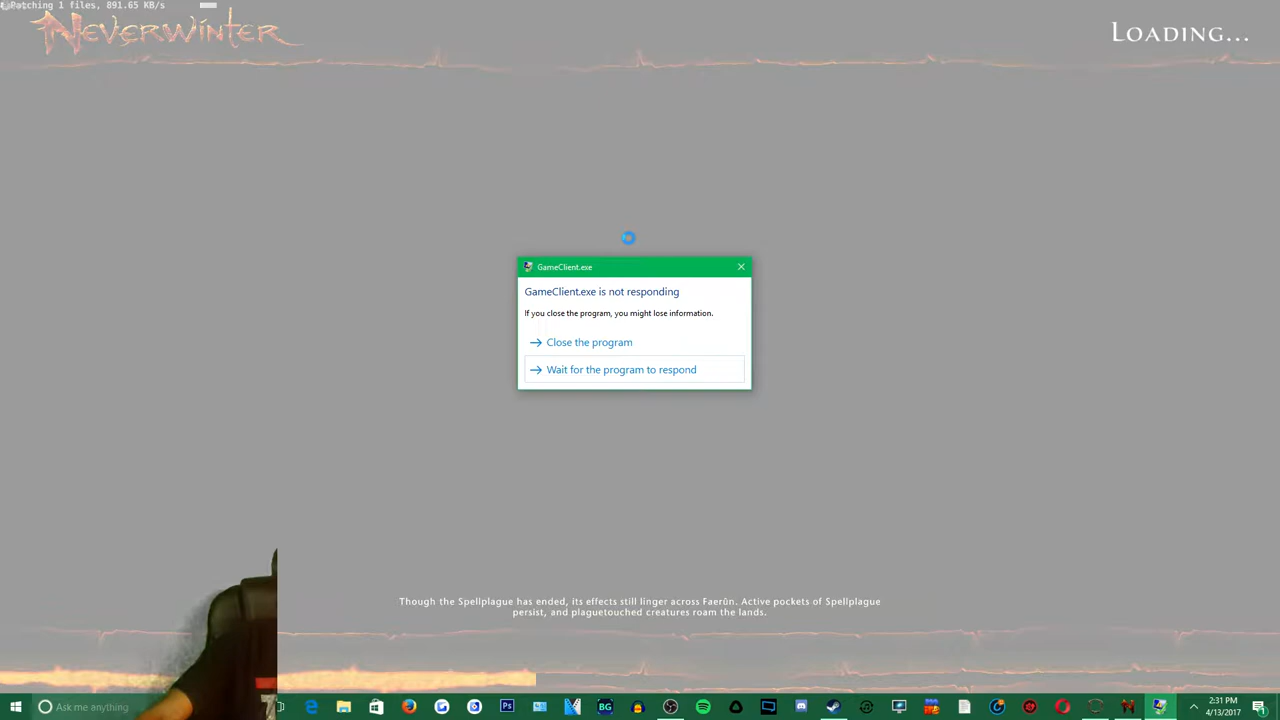 Patching 1 files, 891.65 KB/s
NEVERWINTER
LOADING...
GameClient.exe
GameClient.exe is not responding
If you close the program, you might lose information.
Close the program
Wait for the program to respond
Though the Spellplague has ended, its effects still linger across Faerûn. Active pockets of Spellplague
persist, and plaguetouched creatures roam the lands.
Ask me anything
Ps
BG
2:31 PM
4/13/2017